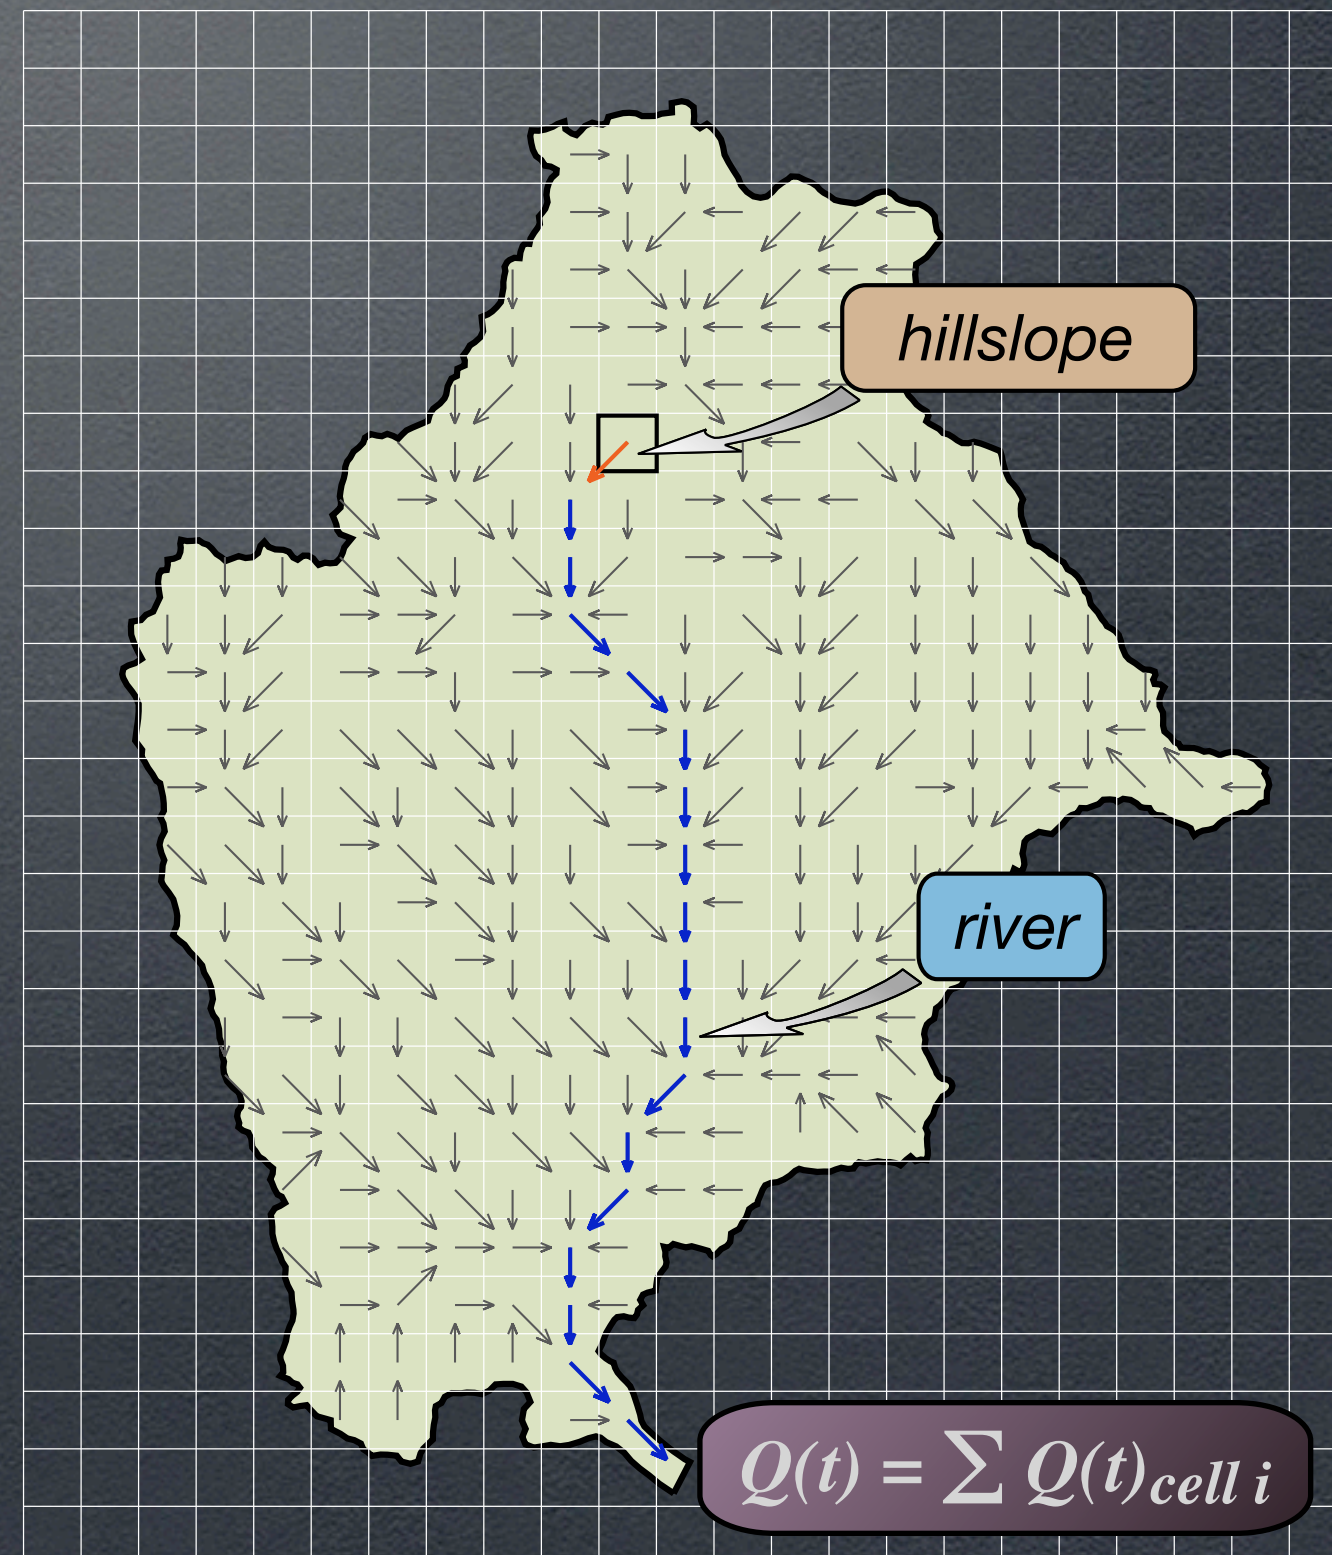 hillslope
river
Q(t) = ∑ Q(t)cell i